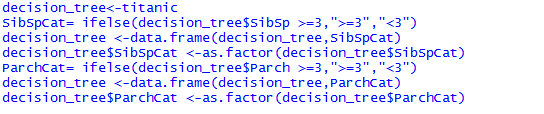 decision_tree<-titanic
SibSpCat= ifelse(decision_tree$SibSp >=3,">=3","<3")
decision_tree <-data.frame(decision_tree,SibSpCat)
decision_tree$SibSpCat <-as.factor(decision_tree$SibSpCat)
ParchCat= ifelse(decision_tree$Parch >=3,">=3","<3")
decision_tree <-data.frame(decision_tree,ParchCat)
decision_tree$ParchCat <-as.factor(decision_tree$ParchCat)